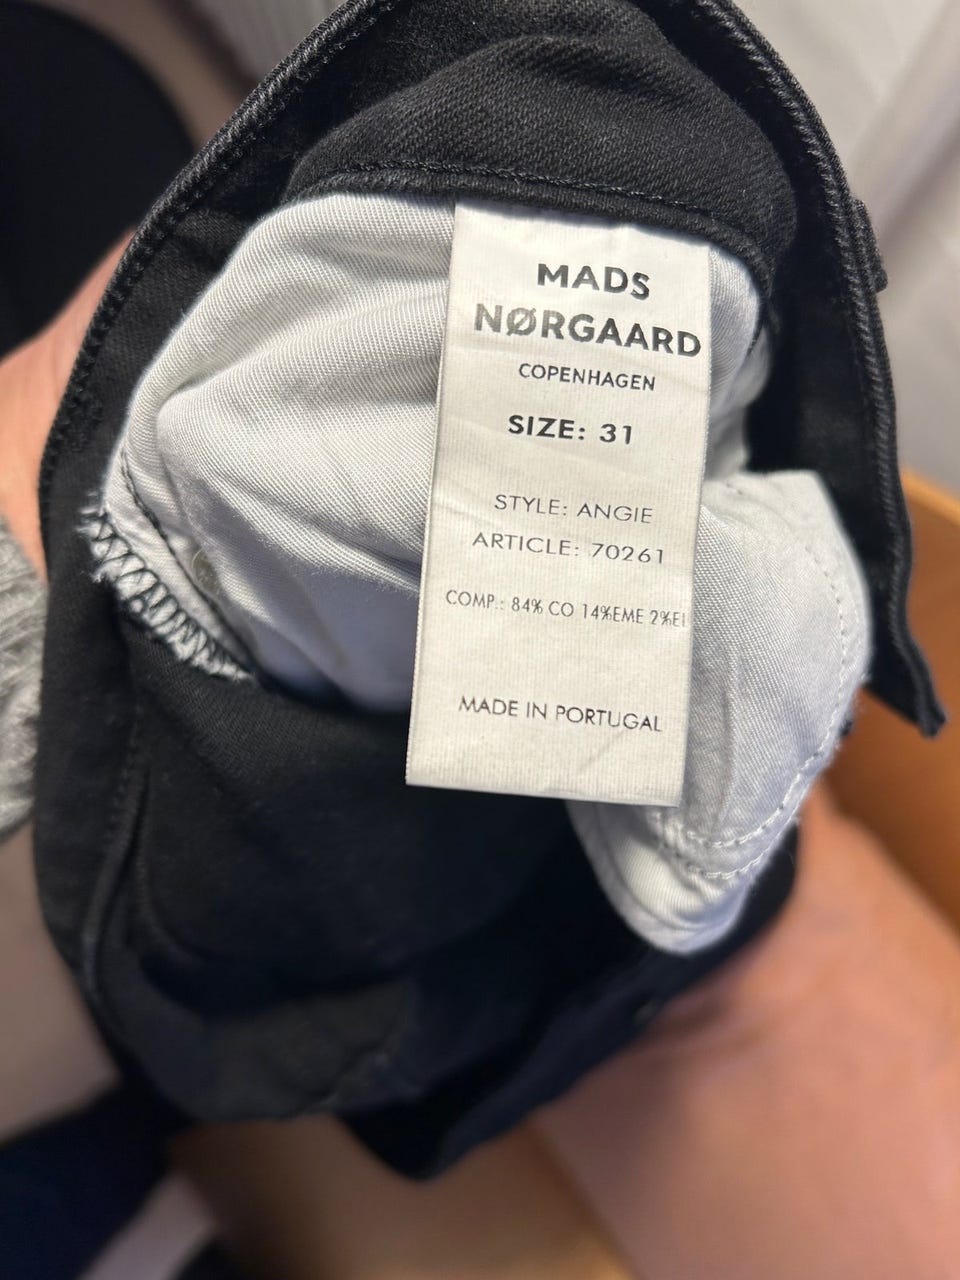 MADS
NØRGAARD
COPENHAGEN
SIZE: 31
STYLE: ANGIE
ARTICLE: 70261
COMP.: 84% CO 14%EME 2%EL
MADE IN PORTUGAL